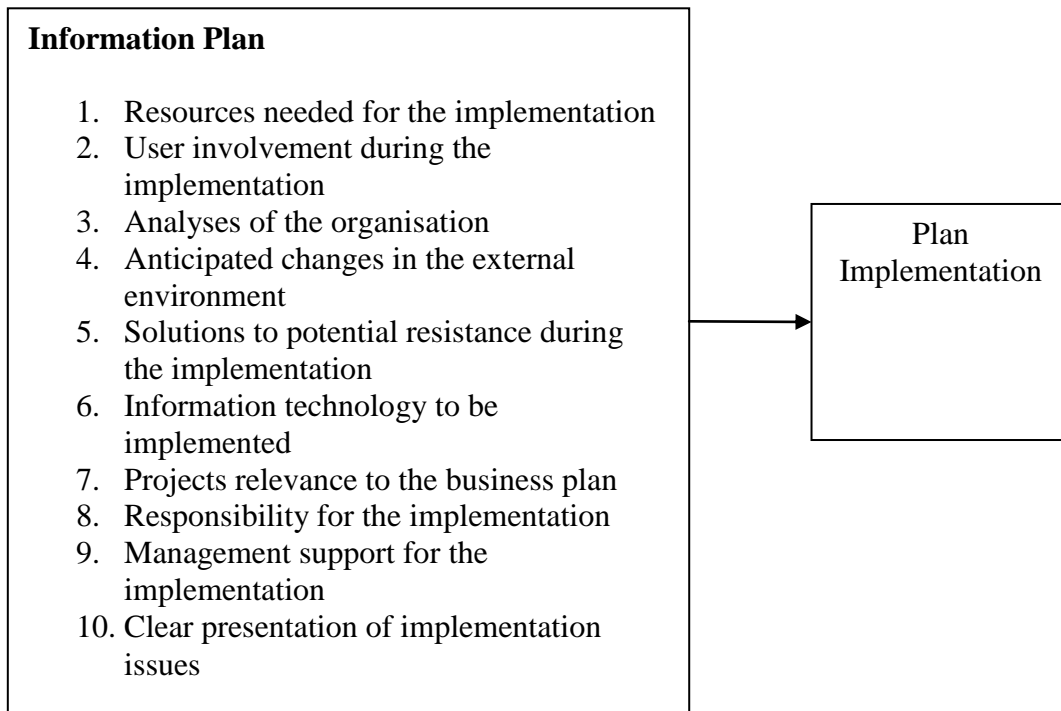 Information Plan
1. Resources needed for the implementation
2. User involvement during the
implementation
3. Analyses of the organisation
4. Anticipated changes in the external
environment
5. Solutions to potential resistance during
the implementation
6. Information technology to be
implemented
7. Projects relevance to the business plan
8. Responsibility for the implementation
9. Management support for the
implementation
10. Clear presentation of implementation
issues
Plan
Implementation